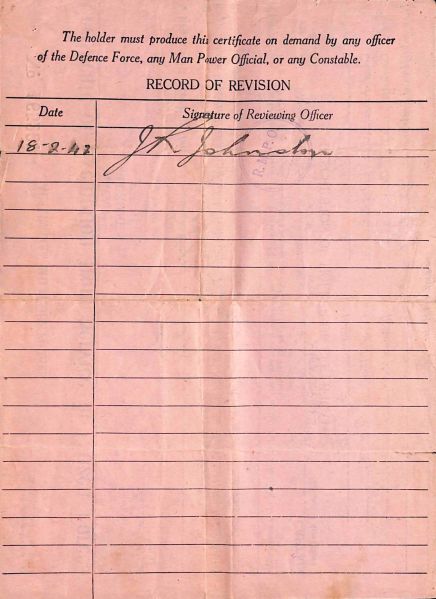 The holder must produce this certificate on demand by any officer
of the Defence Force, any Man Power Official, or any Constable.
RECORD OF REVISION
Date Signature of Reviewing Officer
18-2-42 J K Johnston